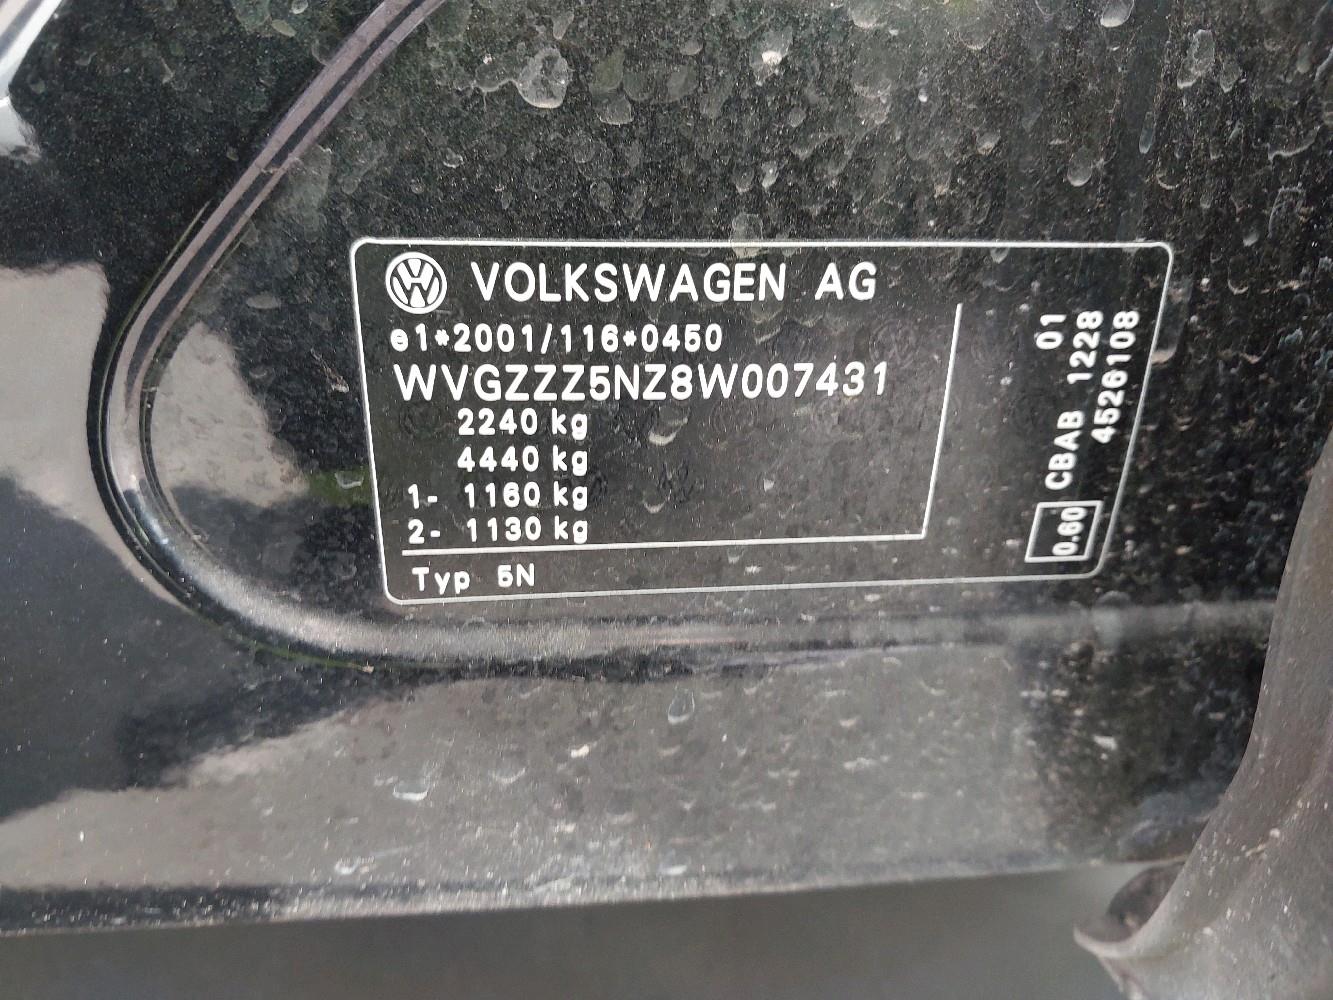 VOLKSWAGEN AG
e1*2001/116*0450
WVGZZZ5NZ8W007431
2240 kg
4440 kg
1- 1160 kg
2- 1130 kg
Typ 5N
01
0.60 CBAB 1228
4526108